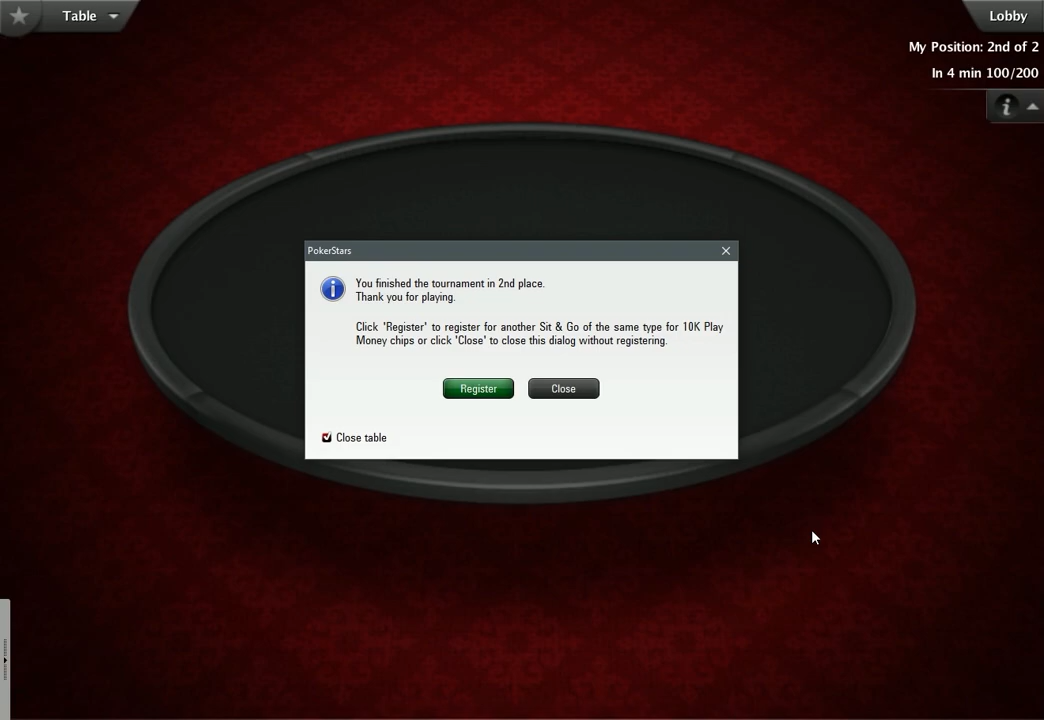 Table
Lobby
My Position: 2nd of 2
In 4 min 100/200
PokerStars
You finished the tournament in 2nd place.
Thank you for playing.
Click 'Register' to register for another Sit & Go of the same type for 10K Play
Money chips or click 'Close' to close this dialog without registering.
Register
Close
Close table